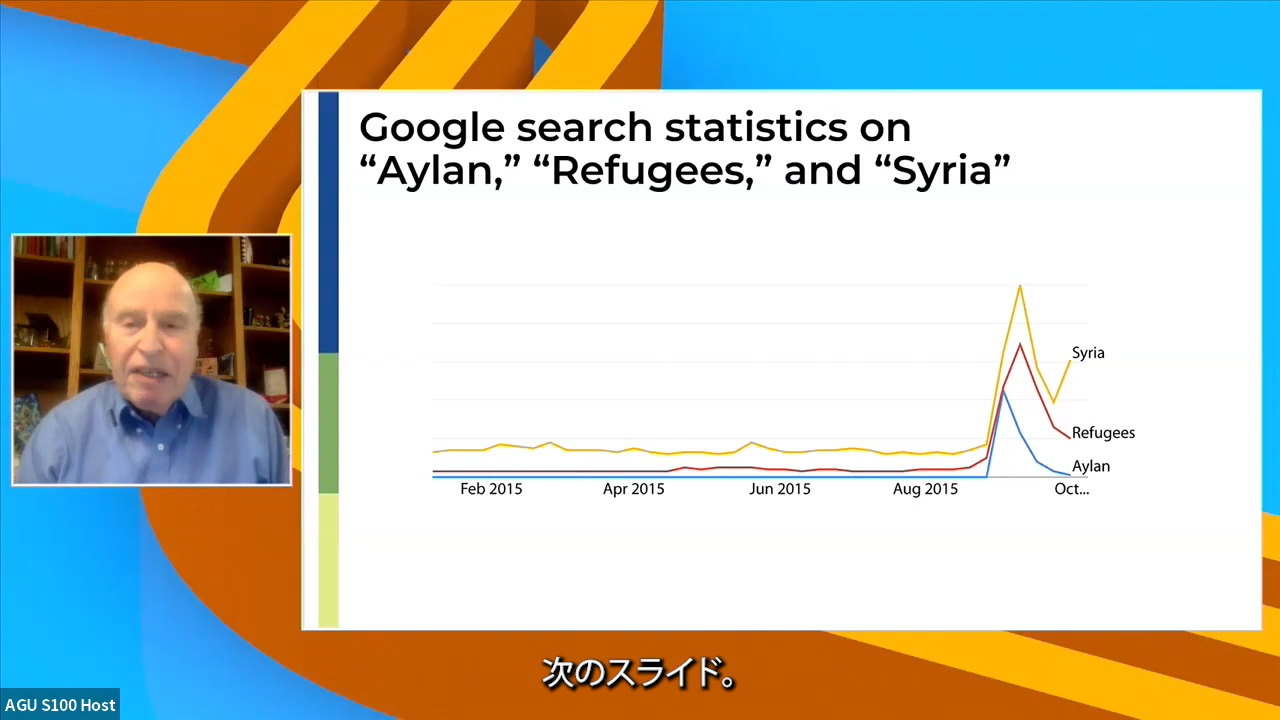 Google search statistics on
“Aylan,” “Refugees,” and “Syria”
Syria
Refugees
Aylan
Feb 2015
Apr 2015
Jun 2015
Aug 2015
Oct...
次のスライド。
AGU S100 Host